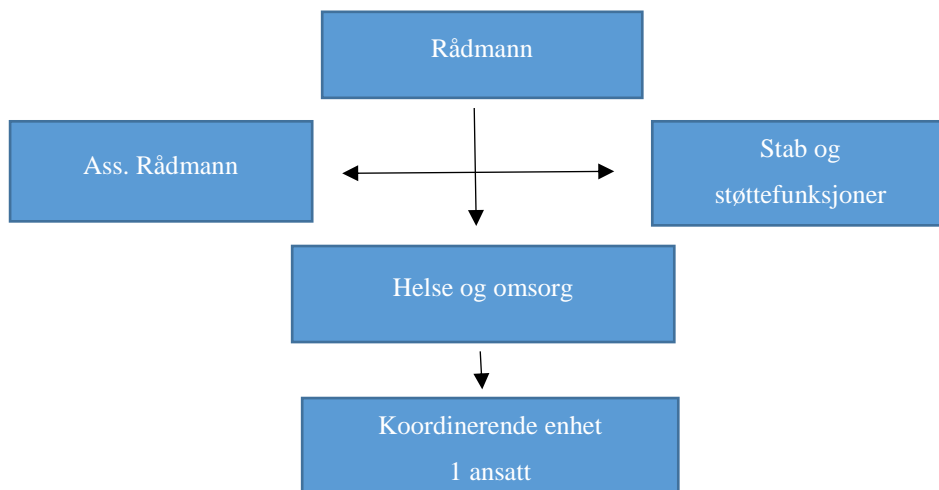 Rådmann
Ass. Rådmann
Stab og
støttefunksjoner
Helse og omsorg
Koordinerende enhet
1 ansatt